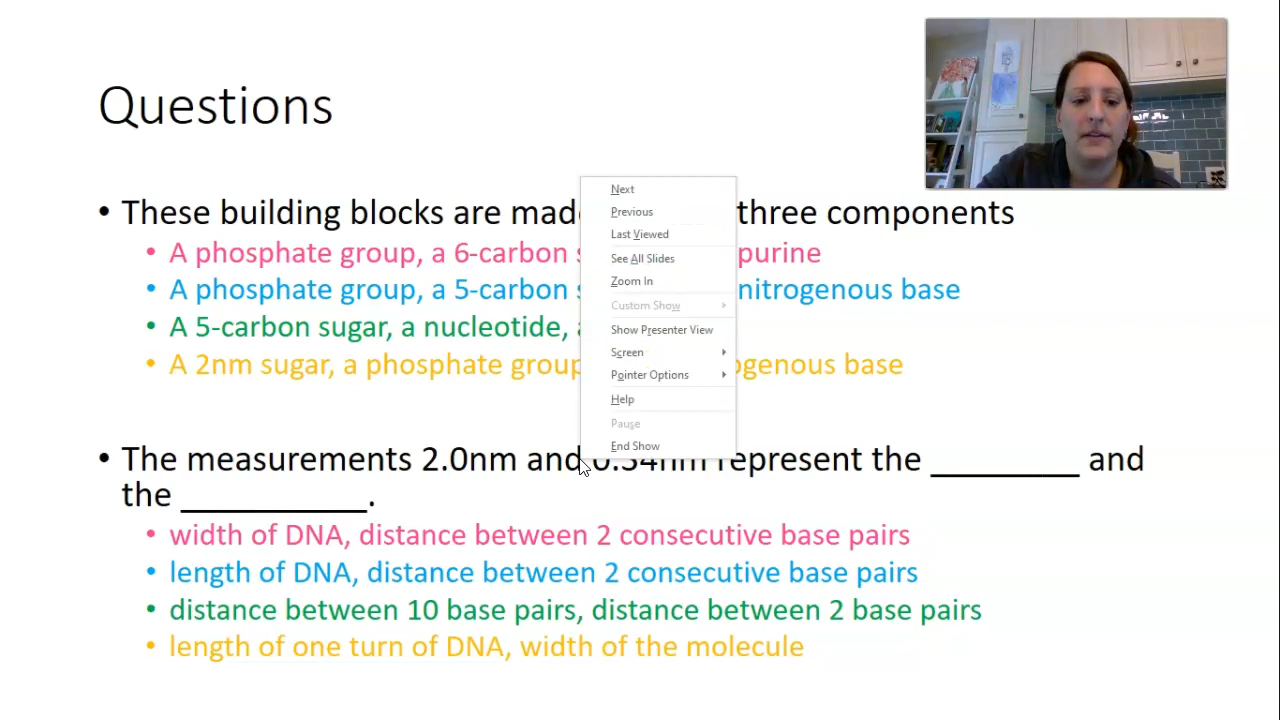 Questions
• These building blocks are mad three components
• A phosphate group, a 6-carbon purine
• A phosphate group, a 5-carbon nitrogenous base
• A 5-carbon sugar, a nucleotide,
• A 2nm sugar, a phosphate group ogenous base
Next
Previous
Last Viewed
See All Slides
Zoom In
Custom Show
Show Presenter View
Screen
Pointer Options
Help
Pause
End Show
• The measurements 2.0nm and 0.34nm represent the ________ and
the __________.
• width of DNA, distance between 2 consecutive base pairs
• length of DNA, distance between 2 consecutive base pairs
• distance between 10 base pairs, distance between 2 base pairs
• length of one turn of DNA, width of the molecule